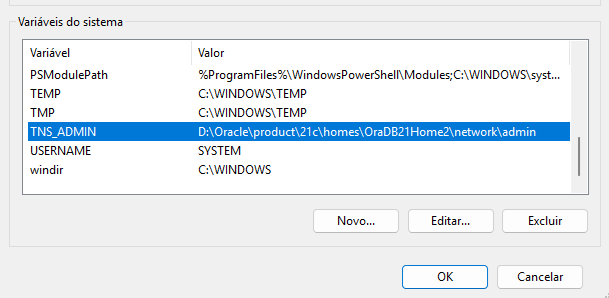 Variáveis do sistema
Variável Valor
PSModulePath %ProgramFiles%\WindowsPowerShell\Modules;C:\WINDOWS\syst...
TEMP C:\WINDOWS\TEMP
TMP C:\WINDOWS\TEMP
TNS_ADMIN D:\Oracle\product\21c\homes\OraDB21Home2\network\admin
USERNAME SYSTEM
windir C:\WINDOWS
Novo... Editar... Excluir
OK Cancelar